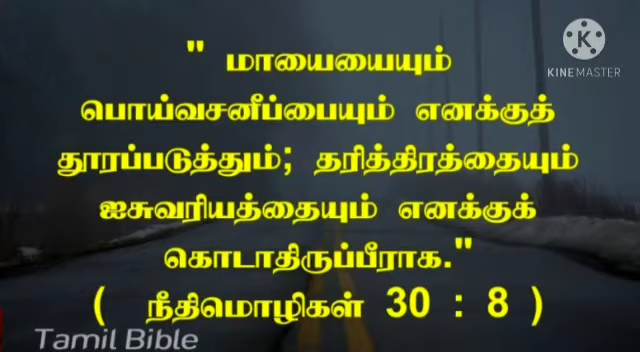 KINEMASTER
" மாயையையும்
பொய்வசனீப்பையும் எனக்குத்
தூரப்படுத்தும்; தரித்திரத்தையும்
ஐசுவரியத்தையும் எனக்குக்
கொடாதிருப்பீராக."
( நீதிமொழிகள் 30 : 8 )
Tamil Bible